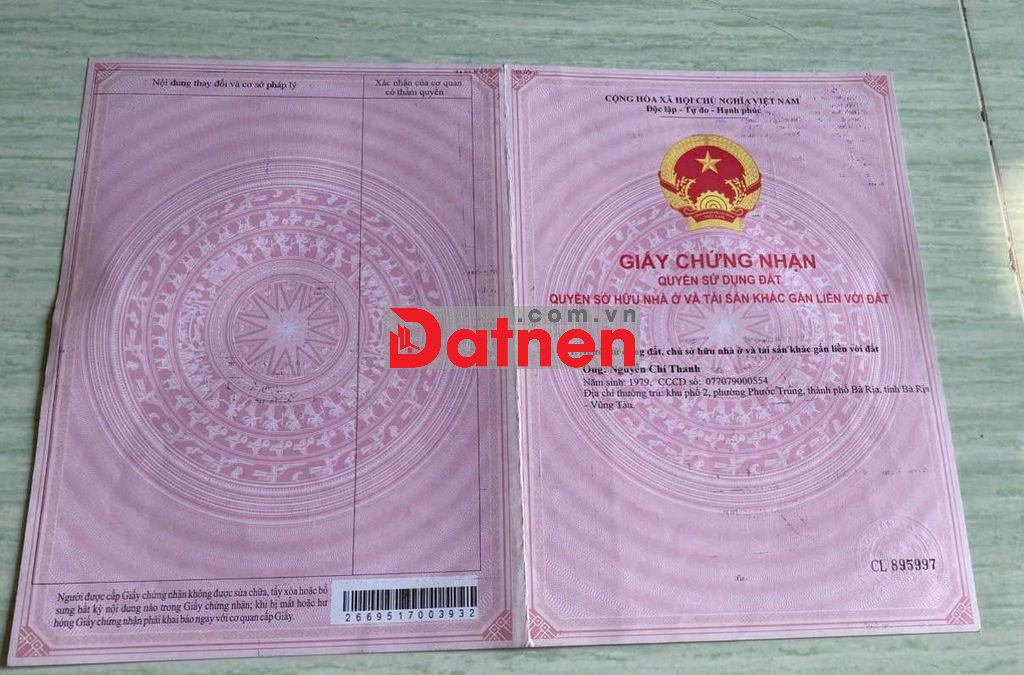 Nội dung thay đổi và cơ sở pháp lý
Xác nhận của cơ quan
có thẩm quyền
Người được cấp Giấy chứng nhận không được sửa chữa, tẩy xóa hoặc bổ
sung bất kỳ nội dung nào trong Giấy chứng nhận; khi bị mất hoặc hư
hỏng Giấy chứng nhận phải khai báo ngay với cơ quan cấp Giấy.
2669517003932
CỘNG HÒA XÃ HỘI CHỦ NGHĨA VIỆT NAM
Độc lập - Tự do - Hạnh phúc
VIỆT NAM
GIẤY CHỨNG NHẬN
QUYỀN SỬ DỤNG ĐẤT
QUYỀN SỞ HỮU NHÀ Ở VÀ TÀI SẢN KHÁC GẮN LIỀN VỚI ĐẤT
.com.vn
Datnen
đất, chủ sở hữu nhà ở và tài sản khác gắn liền với đất
Ông: Nguyễn Chí Thanh
Năm sinh: 1979, CCCD số: 077079000554
Địa chỉ thường trú: khu phố 2, phường Phước Trung, thành phố Bà Rịa, tỉnh Bà Rịa
- Vũng Tàu.
CL 895997